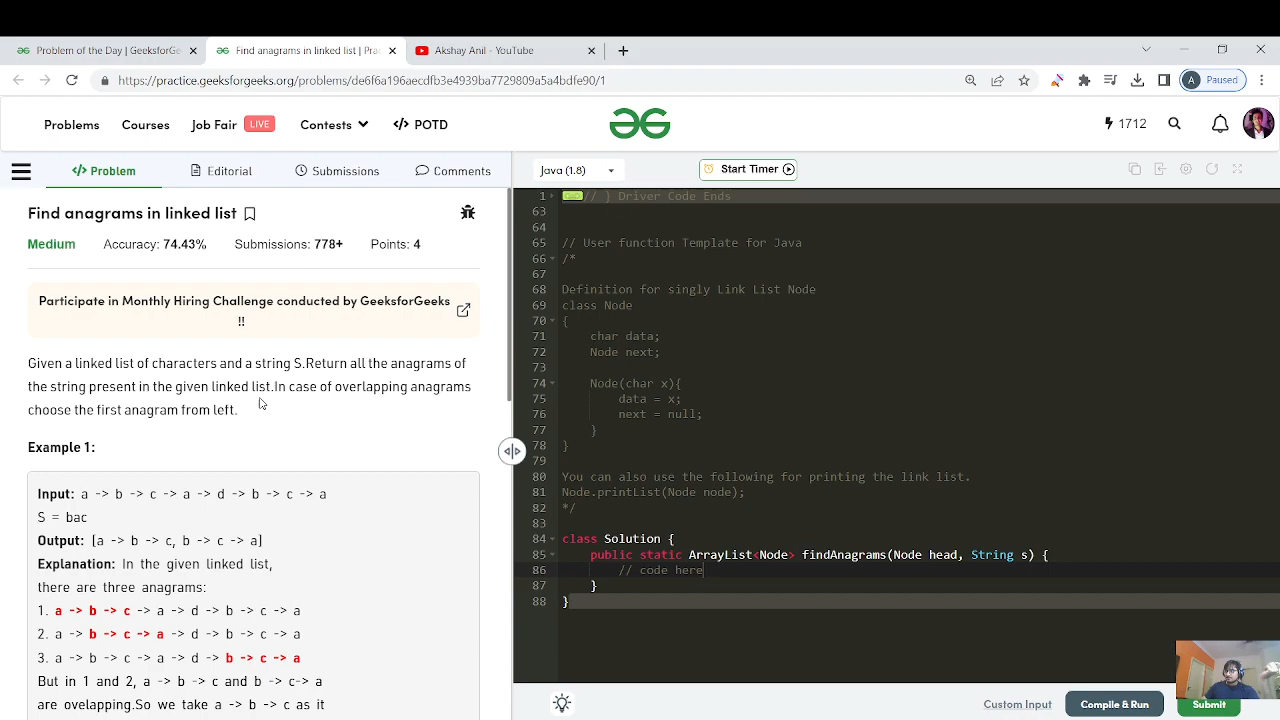 Problem of the Day | GeeksforGe
Find anagrams in linked list | Prac
Akshay Anil - YouTube
https://practice.geeksforgeeks.org/problems/de6f6a196aecdfb3e4939ba7729809a5a4bdfe90/1
A Paused
Problems
Courses
Job Fair LIVE
Contests
</> POTD
1712
</> Problem
Editorial
Submissions
Comments
Java (1.8)
Start Timer
Find anagrams in linked list
Medium Accuracy: 74.43% Submissions: 778+ Points: 4
Participate in Monthly Hiring Challenge conducted by GeeksforGeeks
!!
Given a linked list of characters and a string S.Return all the anagrams of
the string present in the given linked list.In case of overlapping anagrams
choose the first anagram from left.
Example 1:
Input: a -> b -> c -> a -> d -> b -> c -> a
S = bac
Output: [a -> b -> c, b -> c -> a]
Explanation: In the given linked list,
there are three anagrams:
1. a -> b -> c -> a -> d -> b -> c -> a
2. a -> b -> c -> a -> d -> b -> c -> a
3. a -> b -> c -> a -> d -> b -> c -> a
But in 1 and 2, a -> b -> c and b -> c-> a
are ovelapping.So we take a -> b -> c as it
1 // } Driver Code Ends
63
64
65 // User function Template for Java
66 /*
67
68 Definition for singly Link List Node
69 class Node
70 {
71 char data;
72 Node next;
73
74 Node(char x){
75 data = x;
76 next = null;
77 }
78 }
79
80 You can also use the following for printing the link list.
81 Node.printList(Node node);
82 */
83
84 class Solution {
85 public static ArrayList<Node> findAnagrams(Node head, String s) {
86 // code here
87 }
88 }
Custom Input
Compile & Run
Submit